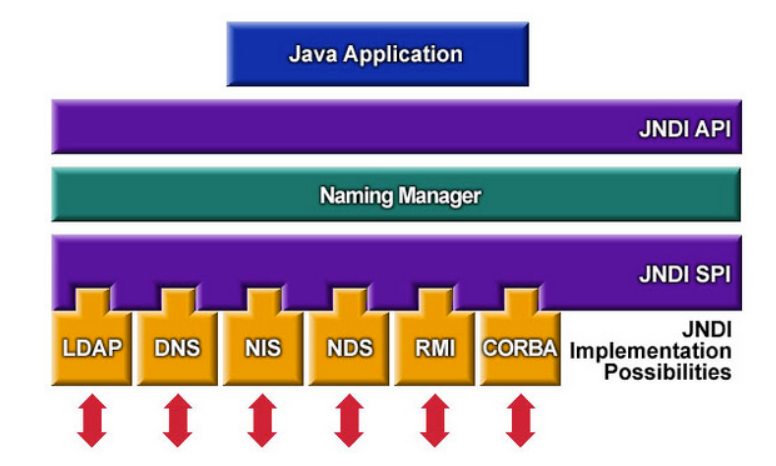 Java Application
JNDI API
Naming Manager
JNDI SPI
LDAP
DNS
NIS
NDS
RMI
CORBA
JNDI
Implementation
Possibilities